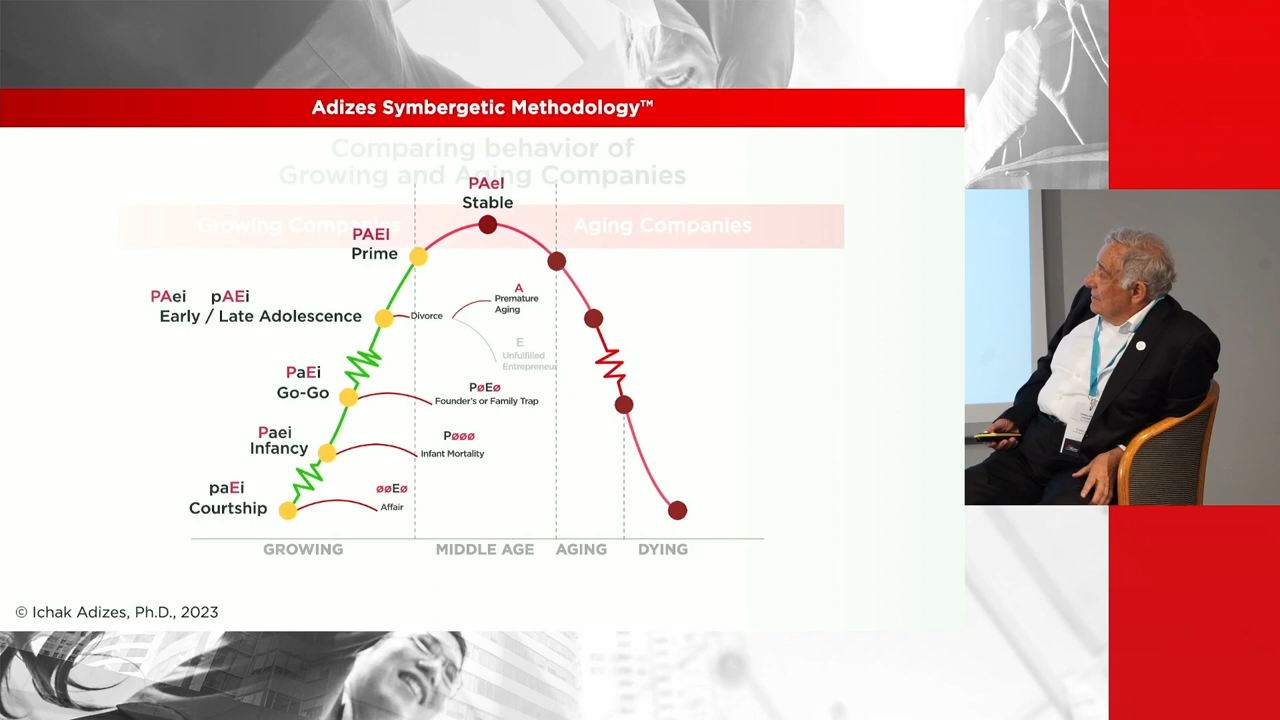 Adizes Symbergetic Methodology™
Comparing behavior of
Growing and Aging Companies
Growing Companies
Aging Companies
PAeI
Stable
PAEI
Prime
PAei pAEi
Early / Late Adolescence
Divorce
A
Premature
Aging
E
Unfulfilled
Entrepreneur
PaEi
Go-Go
PøEø
Founder's or Family Trap
Paei
Infancy
Pøøø
Infant Mortality
paEi
Courtship
øøEø
Affair
GROWING
MIDDLE AGE
AGING
DYING
© Ichak Adizes, Ph.D., 2023